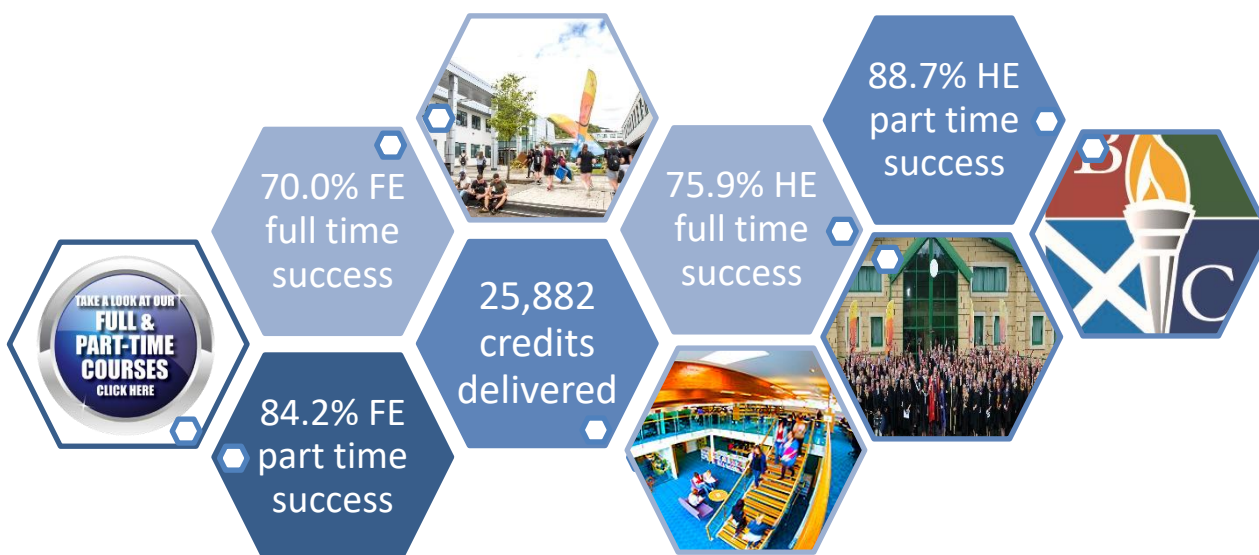 TAKE A LOOK AT OUR
FULL &
PART-TIME
COURSES
CLICK HERE
70.0% FE
full time
success
84.2% FE
part time
success
25,882
credits
delivered
75.9% HE
full time
success
88.7% HE
part time
success
B
C